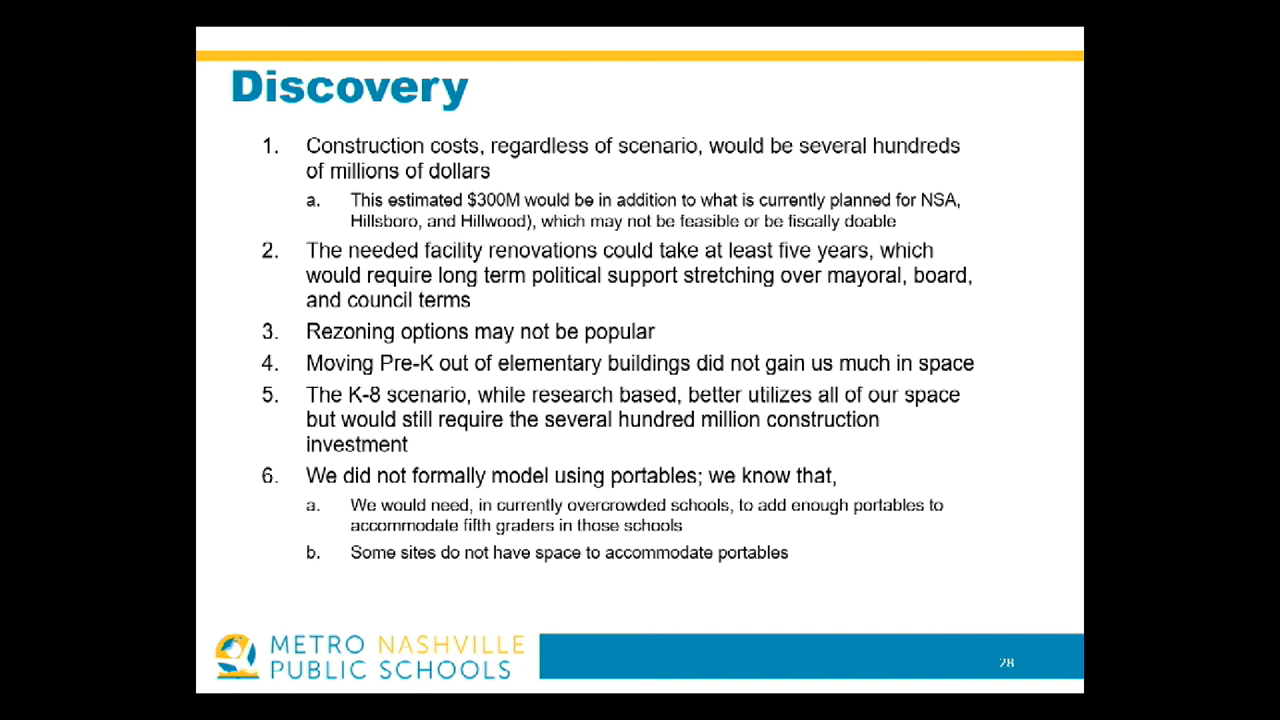 Discovery
1. Construction costs, regardless of scenario, would be several hundreds
of millions of dollars
a. This estimated $300M would be in addition to what is currently planned for NSA,
Hillsboro, and Hillwood), which may not be feasible or be fiscally doable
2. The needed facility renovations could take at least five years, which
would require long term political support stretching over mayoral, board,
and council terms
3. Rezoning options may not be popular
4. Moving Pre-K out of elementary buildings did not gain us much in space
5. The K-8 scenario, while research based, better utilizes all of our space
but would still require the several hundred million construction
investment
6. We did not formally model using portables; we know that,
a. We would need, in currently overcrowded schools, to add enough portables to
accommodate fifth graders in those schools
b. Some sites do not have space to accommodate portables
METRO NASHVILLE
PUBLIC SCHOOLS
28